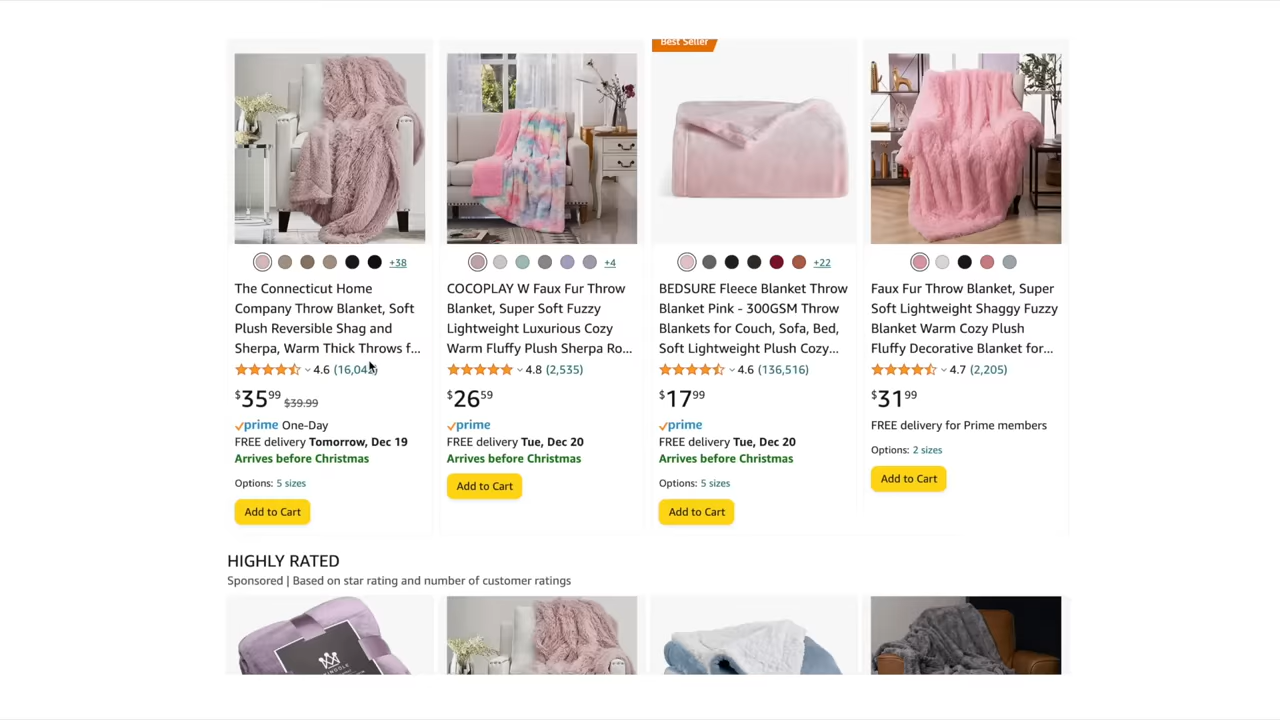 Best Seller
+38
The Connecticut Home
Company Throw Blanket, Soft
Plush Reversible Shag and
Sherpa, Warm Thick Throws f...
4.6
$35.99 $39.99
prime One-Day
FREE delivery Tomorrow, Dec 19
Arrives before Christmas
Options: 5 sizes
Add to Cart
+4
COCOPLAY W Faux Fur Throw
Blanket, Super Soft Fuzzy
Lightweight Luxurious Cozy
Warm Fluffy Plush Sherpa Ro...
4.8 (2,535)
$26.59
prime
FREE delivery Tue, Dec 20
Arrives before Christmas
Add to Cart
+22
BEDSURE Fleece Blanket Throw
Blanket Pink - 300GSM Throw
Blankets for Couch, Sofa, Bed,
Soft Lightweight Plush Cozy...
4.6 (136,516)
$17.99
prime
FREE delivery Tue, Dec 20
Arrives before Christmas
Options: 5 sizes
Add to Cart
Faux Fur Throw Blanket, Super
Soft Lightweight Shaggy Fuzzy
Blanket Warm Cozy Plush
Fluffy Decorative Blanket for...
4.7 (2,205)
$31.99
FREE delivery for Prime members
Options: 2 sizes
Add to Cart
HIGHLY RATED
Sponsored | Based on star rating and number of customer ratings